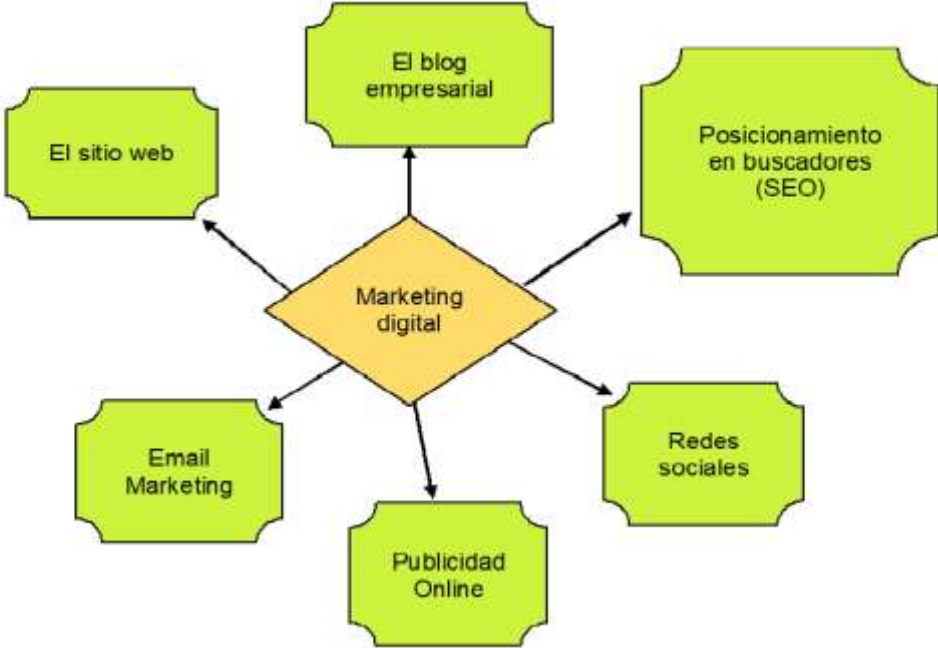 El blog
empresarial
El sitio web
Posicionamiento
en buscadores
(SEO)
Marketing
digital
Email
Marketing
Redes
sociales
Publicidad
Online